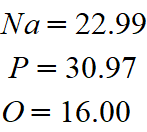 Na = 22.99
P = 30.97
O = 16.00